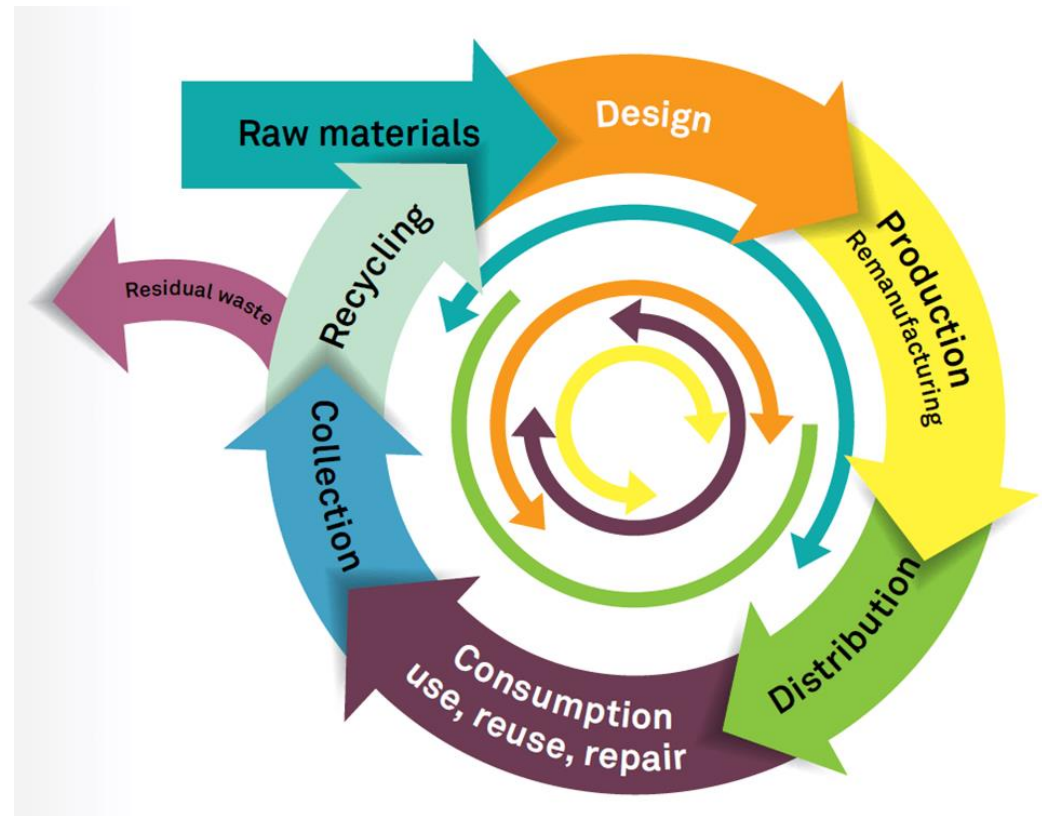 Raw materials
Design
Production
Remanufacturing
Distribution
Consumption
use, reuse, repair
Collection
Recycling
Residual waste